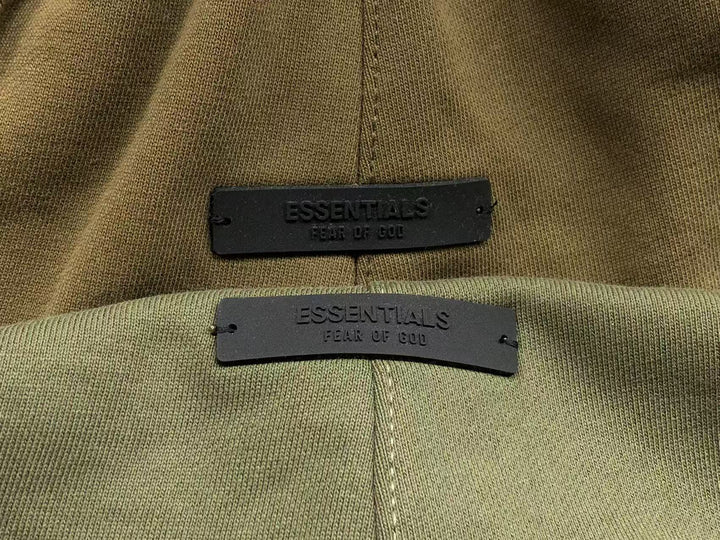 ESSENTIALS
FEAR OF GOD
ESSENTIALS
FEAR OF GOD